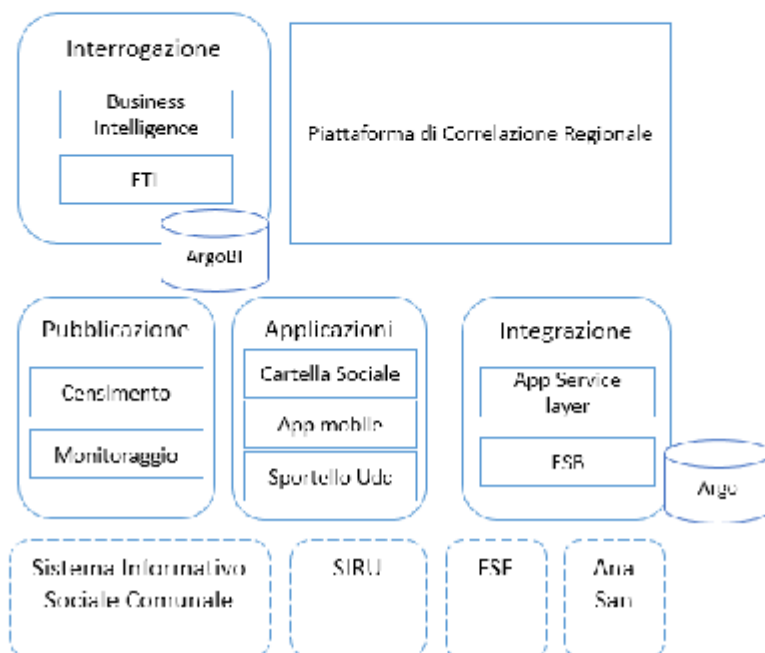 Interrogazione
Business
Intelligence
ETL
ArgoBI
Piattaforma di Correlazione Regionale
Pubblicazione
Censimento
Monitoraggio
Applicazioni
Cartella Sociale
App mobile
Sportello Udc
Integrazione
App Service
layer
ESB
Argo
Sistema Informativo
Sociale Comunale
SIRU
FSE
Ana
San